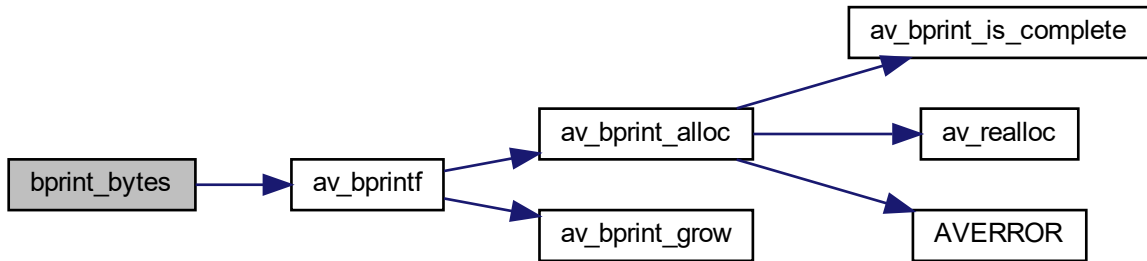 bprint_bytes
av_bprintf
av_bprint_alloc
av_bprint_grow
av_bprint_is_complete
av_realloc
AVERROR